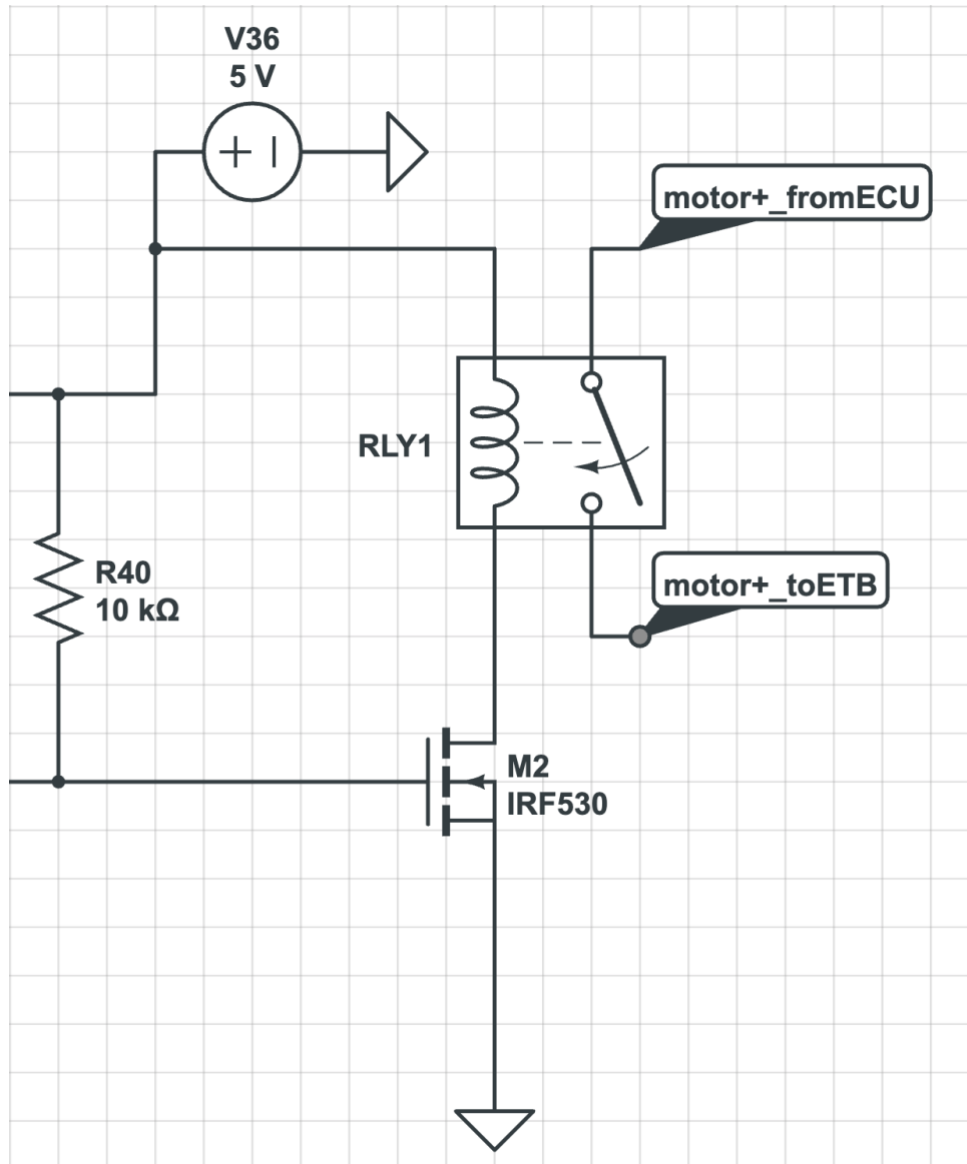 V36
5 V
motor+_fromECU
RLY1
R40
10 kΩ
motor+_toETB
M2
IRF530